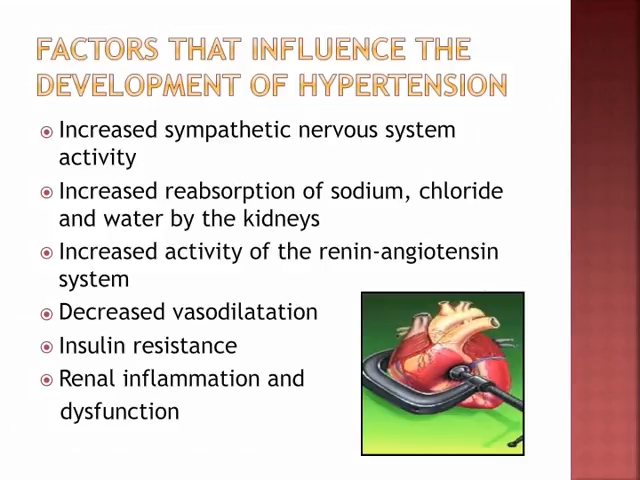 FACTORS THAT INFLUENCE THE
DEVELOPMENT OF HYPERTENSION
Increased sympathetic nervous system
activity
Increased reabsorption of sodium, chloride
and water by the kidneys
Increased activity of the renin-angiotensin
system
Decreased vasodilatation
Insulin resistance
Renal inflammation and
dysfunction